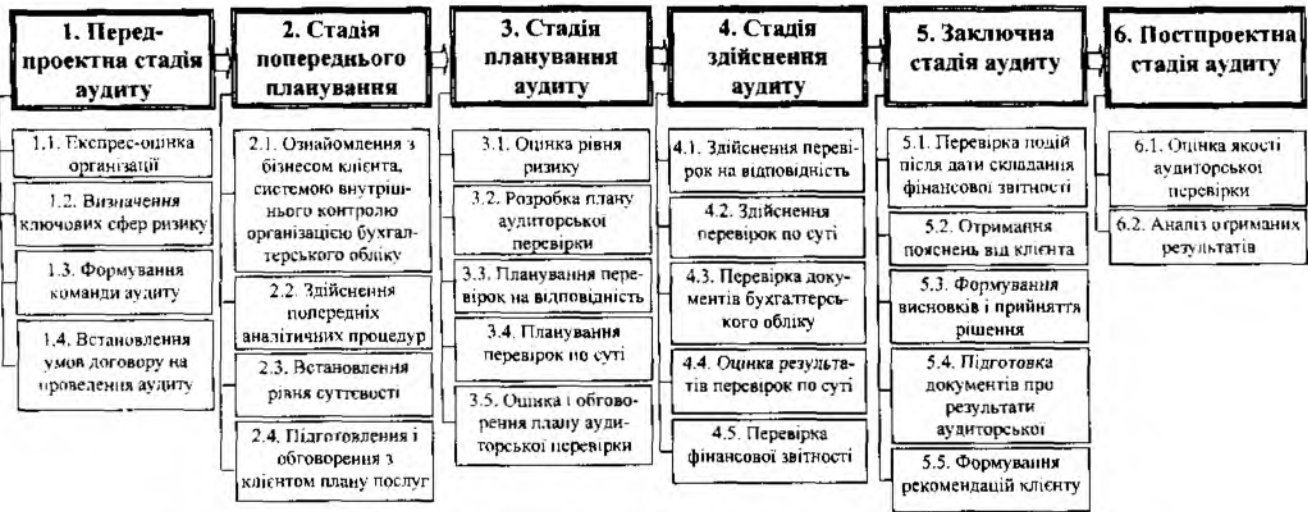 1. Перед-
проектна стадія
аудиту
1.1. Експрес-оцінка
організації
1.2. Визначення
ключових сфер ризику
1.3. Формування
команди аудиту
1.4. Встановлення
умов договору на
проведення аудиту
2. Стадія
попереднього
планування
2.1. Ознайомлення з
бізнесом клієнта,
системою внутріш-
нього контролю
організацією бухгал-
терського обліку
2.2. Здійснення
попередніх
аналітичних процедур
2.3. Встановлення
рівня суттєвості
2.4. Підготовлення і
обговорення з
клієнтом плану послуг
3. Стадія
планування
аудиту
3.1. Оцінка рівня
ризику
3.2. Розробка плану
аудиторської
перевірки
3.3. Планування пере-
вірок на відповідність
3.4. Планування
перевірок по суті
3.5. Оцінка і обгово-
рення плану ауди-
торської перевірки
4. Стадія
здійснення
аудиту
4.1. Здійснення переві-
рок на відповідність
4.2. Здійснення
перевірок по суті
4.3. Перевірка доку-
ментів бухгалтерсь-
кого обліку
4.4. Оцінка результа-
тів перевірок по суті
4.5. Перевірка
фінансової звітності
5. Заключна
стадія аудиту
5.1. Перевірка подій
після дати складання
фінансової звітності
5.2. Отримання
пояснень від клієнта
5.3. Формування
висновків і прийняття
рішення
5.4. Підготовка
документів про
результати
аудиторської
5.5. Формування
рекомендацій клієнту
6. Постпроектна
стадія аудиту
6.1. Оцінка якості
аудиторської
перевірки
6.2. Аналіз отриманих
результатів